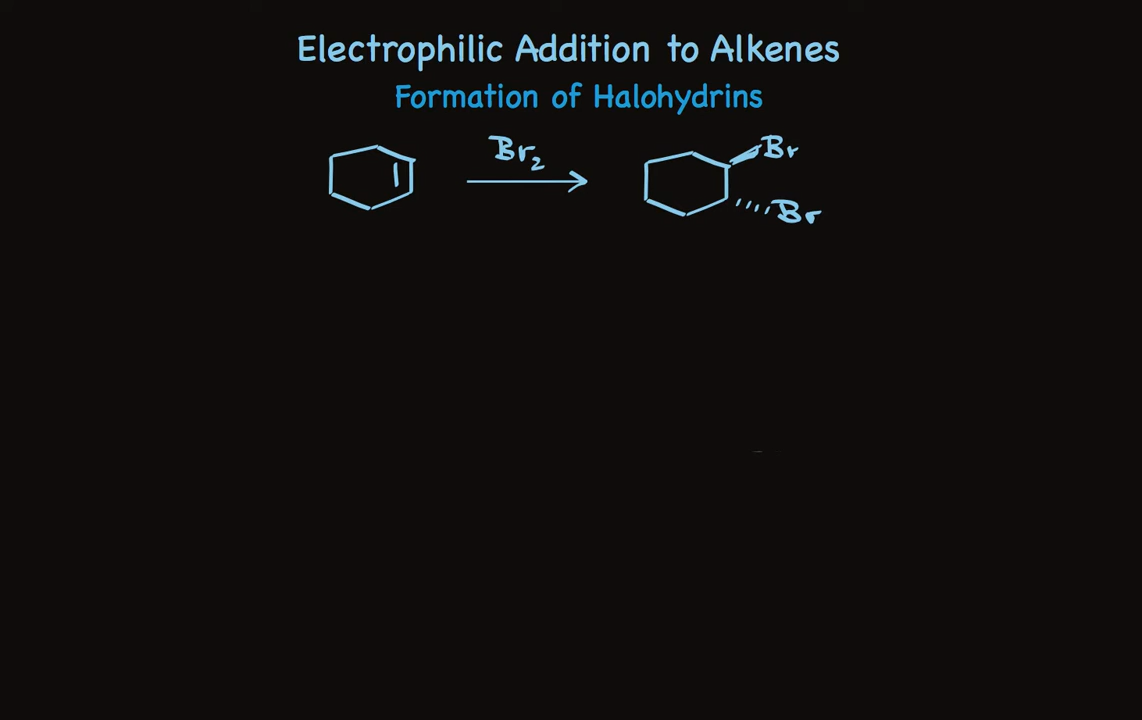 Electrophilic Addition to Alkenes
Formation of Halohydrins
Br₂
Br
Br